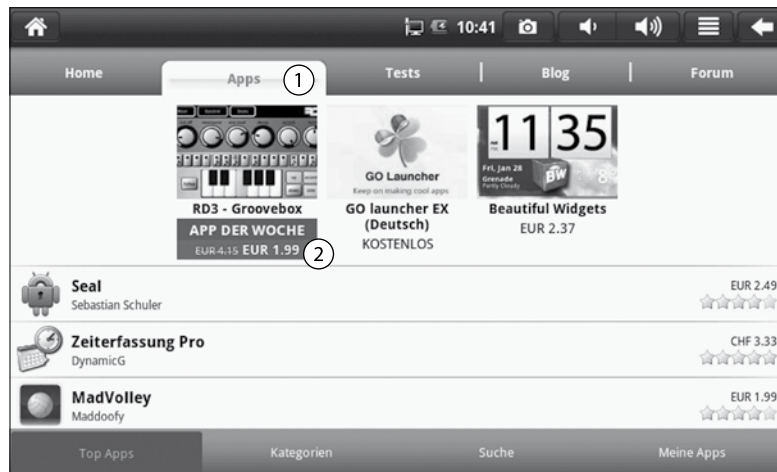 10:41
Home Apps 1 Tests Blog Forum
GO Launcher
Keep on making cool apps
11 35
Fri, Jan 28
Grenade
Partly Cloudy
BW
8°
RD3 - Groovebox
APP DER WOCHE
EUR 4.15 EUR 1.99 2
GO launcher EX
(Deutsch)
KOSTENLOS
Beautiful Widgets
EUR 2.37
Seal EUR 2.49
Sebastian Schuler
Zeiterfassung Pro CHF 3.33
DynamicG
MadVolley EUR 1.99
Maddoofy
Top Apps Kategorien Suche Meine Apps